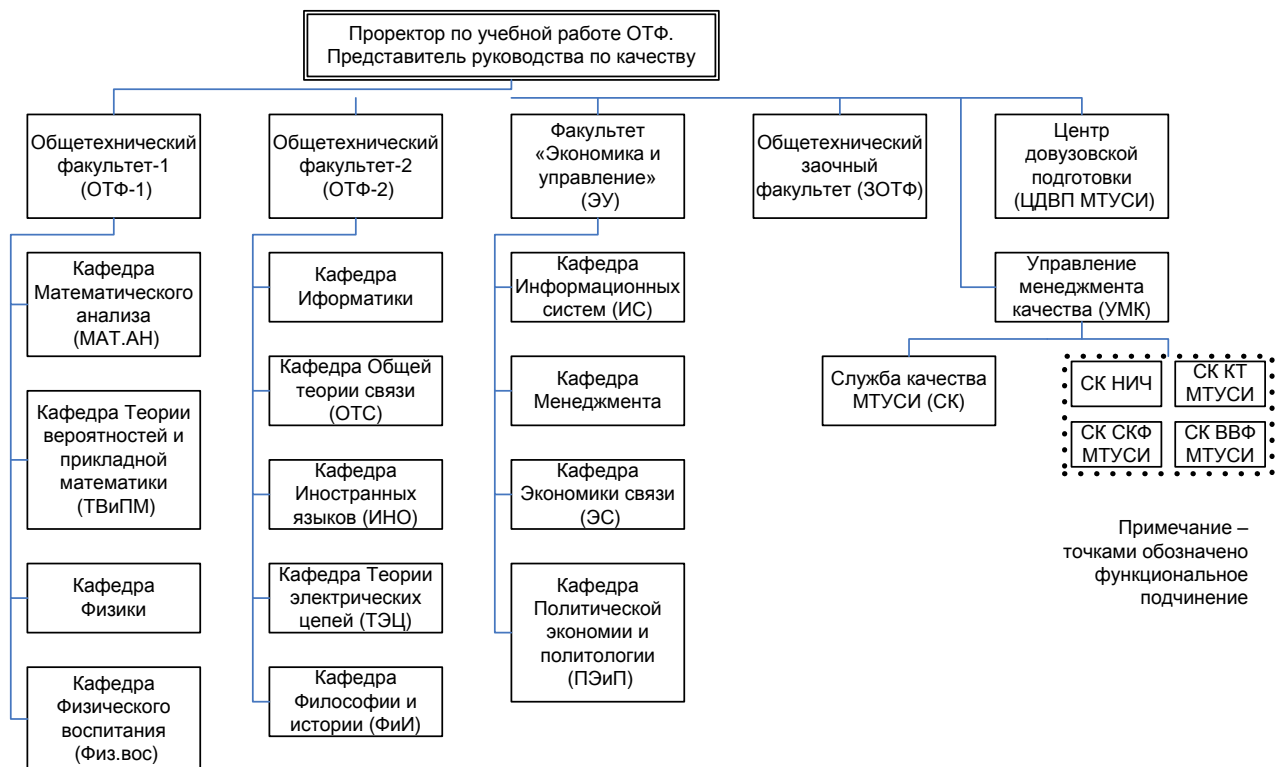 Проректор по учебной работе ОТФ.
Представитель руководства по качеству
Общетехнический
факультет-1
(ОТФ-1)
Общетехнический
факультет-2
(ОТФ-2)
Факультет
«Экономика и
управление»
(ЭУ)
Общетехнический
заочный
факультет (ЗОТФ)
Центр
довузовской
подготовки
(ЦДВП МТУСИ)
Кафедра
Математического
анализа
(МАТ.АН)
Кафедра Теории
вероятностей и
прикладной
математики
(ТВиПМ)
Кафедра
Физики
Кафедра
Физического
воспитания
(Физ.вос)
Кафедра
Иформатики
Кафедра Общей
теории связи
(ОТС)
Кафедра
Иностранных
языков (ИНО)
Кафедра Теории
электрических
цепей (ТЭЦ)
Кафедра
Философии и
истории (ФиИ)
Кафедра
Информационных
систем (ИС)
Кафедра
Менеджмента
Кафедра
Экономики связи
(ЭС)
Кафедра
Политической
экономии и
политологии
(ПЭиП)
Управление
менеджмента
качества (УМК)
Служба качества
МТУСИ (СК)
СК НИЧ
СК КТ
МТУСИ
СК СКФ
МТУСИ
СК ВВФ
МТУСИ
Примечание –
точками обозначено
функциональное
подчинение